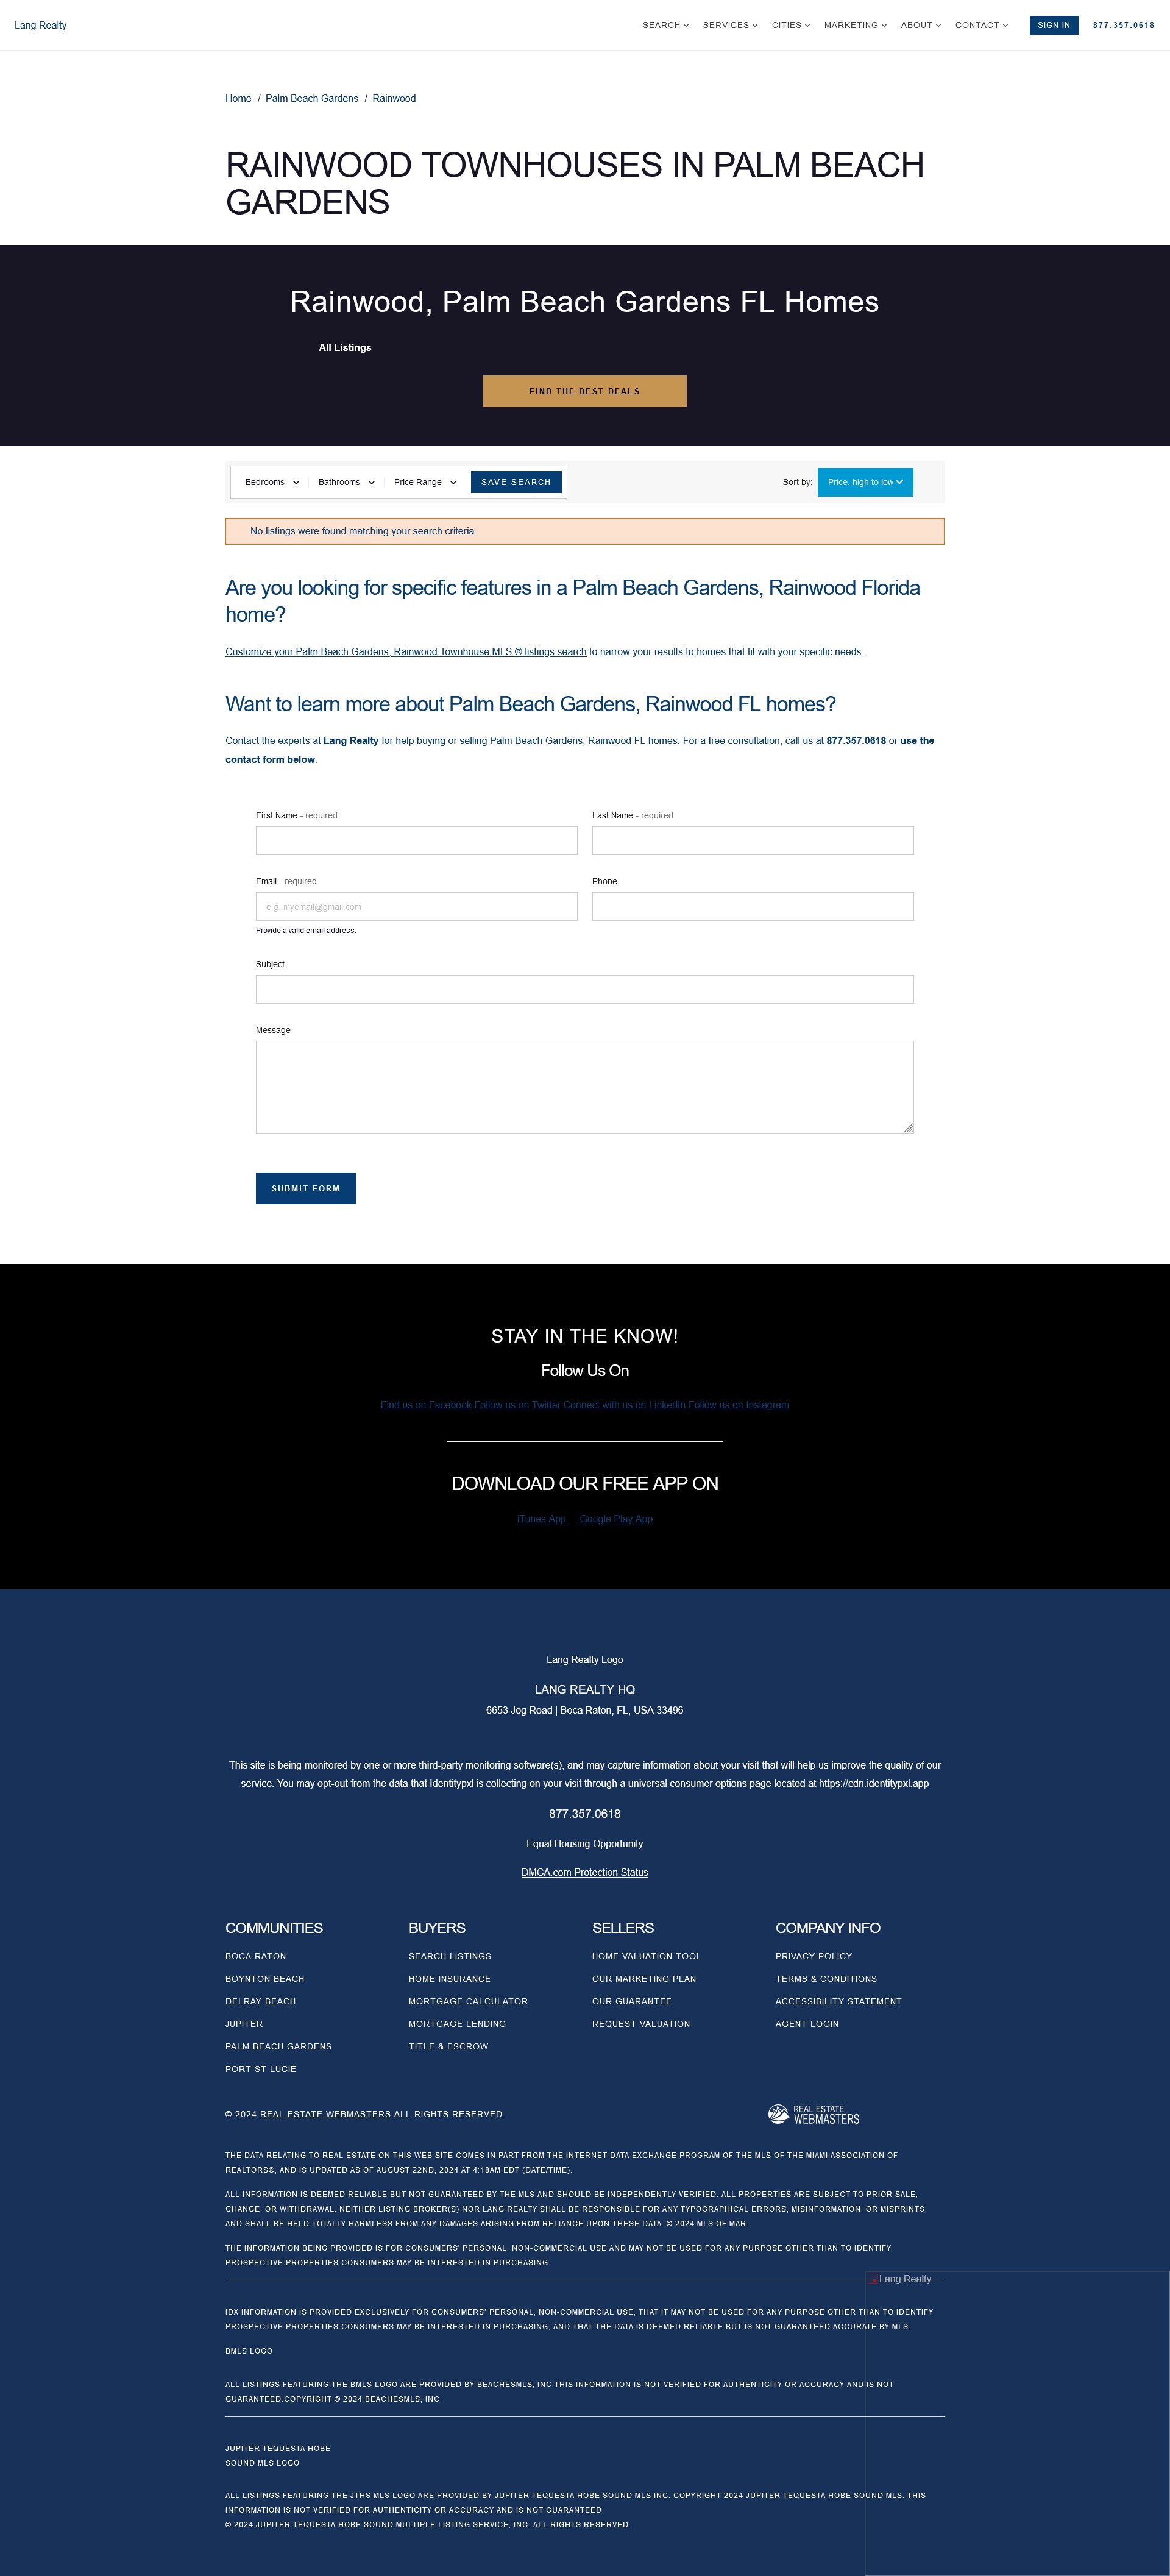 Lang Realty
SEARCH SERVICES CITIES MARKETING ABOUT CONTACT SIGN IN 877.357.0618
Home / Palm Beach Gardens / Rainwood
RAINWOOD TOWNHOUSES IN PALM BEACH
GARDENS
Rainwood, Palm Beach Gardens FL Homes
All Listings
FIND THE BEST DEALS
Bedrooms Bathrooms Price Range SAVE SEARCH Sort by: Price, high to low
No listings were found matching your search criteria.
Are you looking for specific features in a Palm Beach Gardens, Rainwood Florida
home?
Customize your Palm Beach Gardens, Rainwood Townhouse MLS ® listings search to narrow your results to homes that fit with your specific needs.
Want to learn more about Palm Beach Gardens, Rainwood FL homes?
Contact the experts at Lang Realty for help buying or selling Palm Beach Gardens, Rainwood FL homes. For a free consultation, call us at 877.357.0618 or use the
contact form below.
First Name - required Last Name - required
Email - required Phone
e.g. myemail@gmail.com
Provide a valid email address.
Subject
Message
SUBMIT FORM
STAY IN THE KNOW!
Follow Us On
Find us on Facebook Follow us on Twitter Connect with us on LinkedIn Follow us on Instagram
DOWNLOAD OUR FREE APP ON
iTunes App Google Play App
Lang Realty Logo
LANG REALTY HQ
6653 Jog Road | Boca Raton, FL, USA 33496
This site is being monitored by one or more third-party monitoring software(s), and may capture information about your visit that will help us improve the quality of our
service. You may opt-out from the data that Identitypxl is collecting on your visit through a universal consumer options page located at https://cdn.identitypxl.app
877.357.0618
Equal Housing Opportunity
DMCA.com Protection Status
COMMUNITIES BUYERS SELLERS COMPANY INFO
BOCA RATON SEARCH LISTINGS HOME VALUATION TOOL PRIVACY POLICY
BOYNTON BEACH HOME INSURANCE OUR MARKETING PLAN TERMS & CONDITIONS
DELRAY BEACH MORTGAGE CALCULATOR OUR GUARANTEE ACCESSIBILITY STATEMENT
JUPITER MORTGAGE LENDING REQUEST VALUATION AGENT LOGIN
PALM BEACH GARDENS TITLE & ESCROW
PORT ST LUCIE
© 2024 REAL ESTATE WEBMASTERS ALL RIGHTS RESERVED. REAL ESTATE
WEBMASTERS
THE DATA RELATING TO REAL ESTATE ON THIS WEB SITE COMES IN PART FROM THE INTERNET DATA EXCHANGE PROGRAM OF THE MLS OF THE MIAMI ASSOCIATION OF
REALTORS®, AND IS UPDATED AS OF AUGUST 22ND, 2024 AT 4:18AM EDT (DATE/TIME).
ALL INFORMATION IS DEEMED RELIABLE BUT NOT GUARANTEED BY THE MLS AND SHOULD BE INDEPENDENTLY VERIFIED. ALL PROPERTIES ARE SUBJECT TO PRIOR SALE,
CHANGE, OR WITHDRAWAL. NEITHER LISTING BROKER(S) NOR LANG REALTY SHALL BE RESPONSIBLE FOR ANY TYPOGRAPHICAL ERRORS, MISINFORMATION, OR MISPRINTS,
AND SHALL BE HELD TOTALLY HARMLESS FROM ANY DAMAGES ARISING FROM RELIANCE UPON THESE DATA. © 2024 MLS OF MAR.
THE INFORMATION BEING PROVIDED IS FOR CONSUMERS' PERSONAL, NON-COMMERCIAL USE AND MAY NOT BE USED FOR ANY PURPOSE OTHER THAN TO IDENTIFY
PROSPECTIVE PROPERTIES CONSUMERS MAY BE INTERESTED IN PURCHASING
Lang Realty
IDX INFORMATION IS PROVIDED EXCLUSIVELY FOR CONSUMERS' PERSONAL, NON-COMMERCIAL USE, THAT IT MAY NOT BE USED FOR ANY PURPOSE OTHER THAN TO IDENTIFY
PROSPECTIVE PROPERTIES CONSUMERS MAY BE INTERESTED IN PURCHASING, AND THAT THE DATA IS DEEMED RELIABLE BUT IS NOT GUARANTEED ACCURATE BY MLS.
BMLS LOGO
ALL LISTINGS FEATURING THE BMLS LOGO ARE PROVIDED BY BEACHESMLS, INC.THIS INFORMATION IS NOT VERIFIED FOR AUTHENTICITY OR ACCURACY AND IS NOT
GUARANTEED.COPYRIGHT © 2024 BEACHESMLS, INC.
JUPITER TEQUESTA HOBE
SOUND MLS LOGO
ALL LISTINGS FEATURING THE JTHS MLS LOGO ARE PROVIDED BY JUPITER TEQUESTA HOBE SOUND MLS INC. COPYRIGHT 2024 JUPITER TEQUESTA HOBE SOUND MLS. THIS
INFORMATION IS NOT VERIFIED FOR AUTHENTICITY OR ACCURACY AND IS NOT GUARANTEED.
© 2024 JUPITER TEQUESTA HOBE SOUND MULTIPLE LISTING SERVICE, INC. ALL RIGHTS RESERVED.